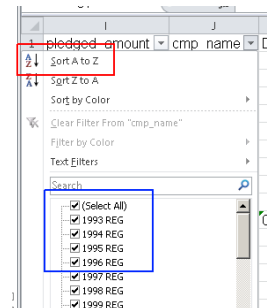 I J
1 pledged_amount cmp_name
Sort A to Z
Sort Z to A
Sort by Color
Clear Filter From "cmp_name"
Filter by Color
Text Filters
Search
(Select All)
1993 REG
1994 REG
1995 REG
1996 REG
1997 REG
1998 REG
1999 REG